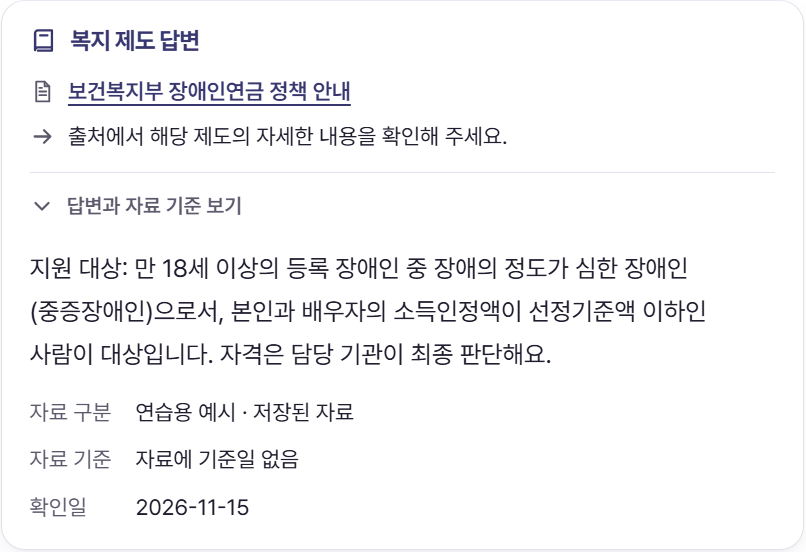 복지 제도 답변
보건복지부 장애인연금 정책 안내
출처에서 해당 제도의 자세한 내용을 확인해 주세요.
답변과 자료 기준 보기
지원 대상: 만 18세 이상의 등록 장애인 중 장애의 정도가 심한 장애인
(중증장애인)으로서, 본인과 배우자의 소득인정액이 선정기준액 이하인
사람이 대상입니다. 자격은 담당 기관이 최종 판단해요.
자료 구분 연습용 예시 · 저장된 자료
자료 기준 자료에 기준일 없음
확인일 2026-11-15